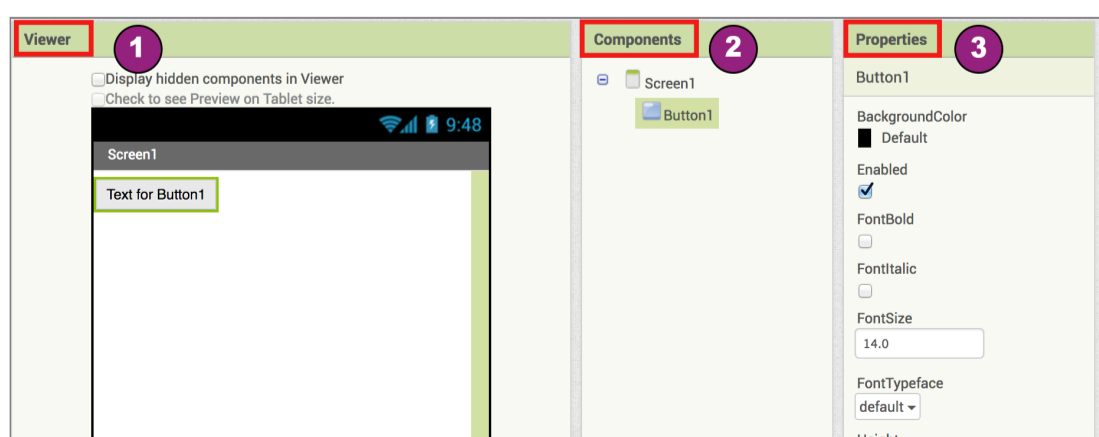 Viewer
1
Display hidden components in Viewer
Check to see Preview on Tablet size.
9:48
Screen1
Text for Button1
Components
2
Screen1
Button1
Properties
3
Button1
BackgroundColor
Default
Enabled
FontBold
FontItalic
FontSize
14.0
FontTypeface
default